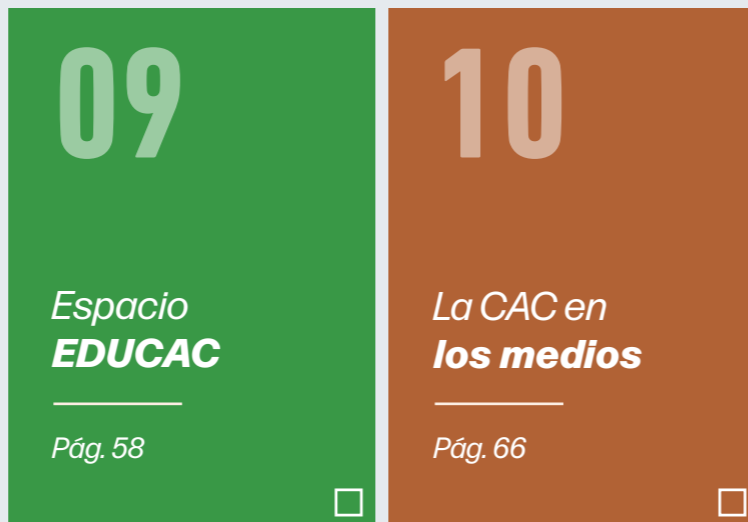 09
Espacio
EDUCAC
Pág. 58
10
La CAC en
los medios
Pág. 66